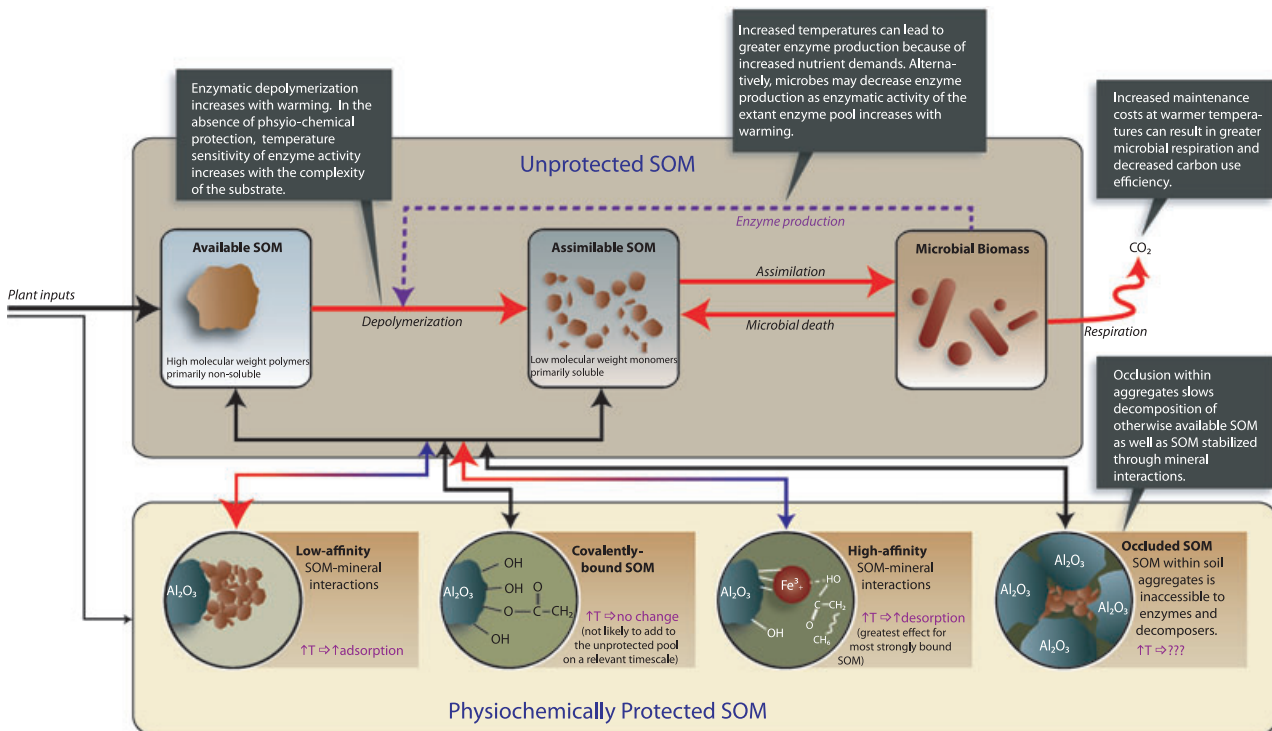 Enzymatic depolymerization
increases with warming.  In the
absence of phsyio-chemical
protection,  temperature
sensitivity of enzyme activity
increases with the complexity
of the substrate.
Increased temperatures can lead to
greater enzyme production because of
increased nutrient demands. Alterna-
tively, microbes may decrease enzyme
production as enzymatic activity of the
extant enzyme pool increases with
warming.
Increased maintenance
costs at warmer tempera-
tures can result in greater
microbial respiration and
decreased carbon use
efficiency.
Unprotected SOM
Enzyme production
Plant inputs
Available SOM
High molecular weight polymers
primarily non-soluble
Depolymerization
Assimilable SOM
Low molecular weight monomers
primarily soluble
Assimilation
Microbial death
Microbial Biomass
CO₂
Respiration
Occlusion within
aggregates slows
decomposition of
otherwise available SOM
as well as SOM stabilized
through mineral
interactions.
Al₂O₃
Low-affinity
SOM-mineral
interactions
↑T ⇨↑adsorption
Al₂O₃
OH
OH
O
O
C
CH₂
OH
Covalently-
bound SOM
↑T ⇨no change
(not likely to add to
the unprotected pool
on a relevant timescale)
Al₂O₃
Fe³₊
HO
C
CH₂
O
CH₆
OH
High-affinity
SOM-mineral
interactions
↑T ⇨↑desorption
(greatest effect for
most strongly bound
SOM)
Al₂O₃
Al₂O₃
Al₂O₃
Al₂O₃
Occluded SOM
SOM within soil
aggregates is
inaccessible to
enzymes and
decomposers.
↑T ⇨???
Physiochemically Protected SOM